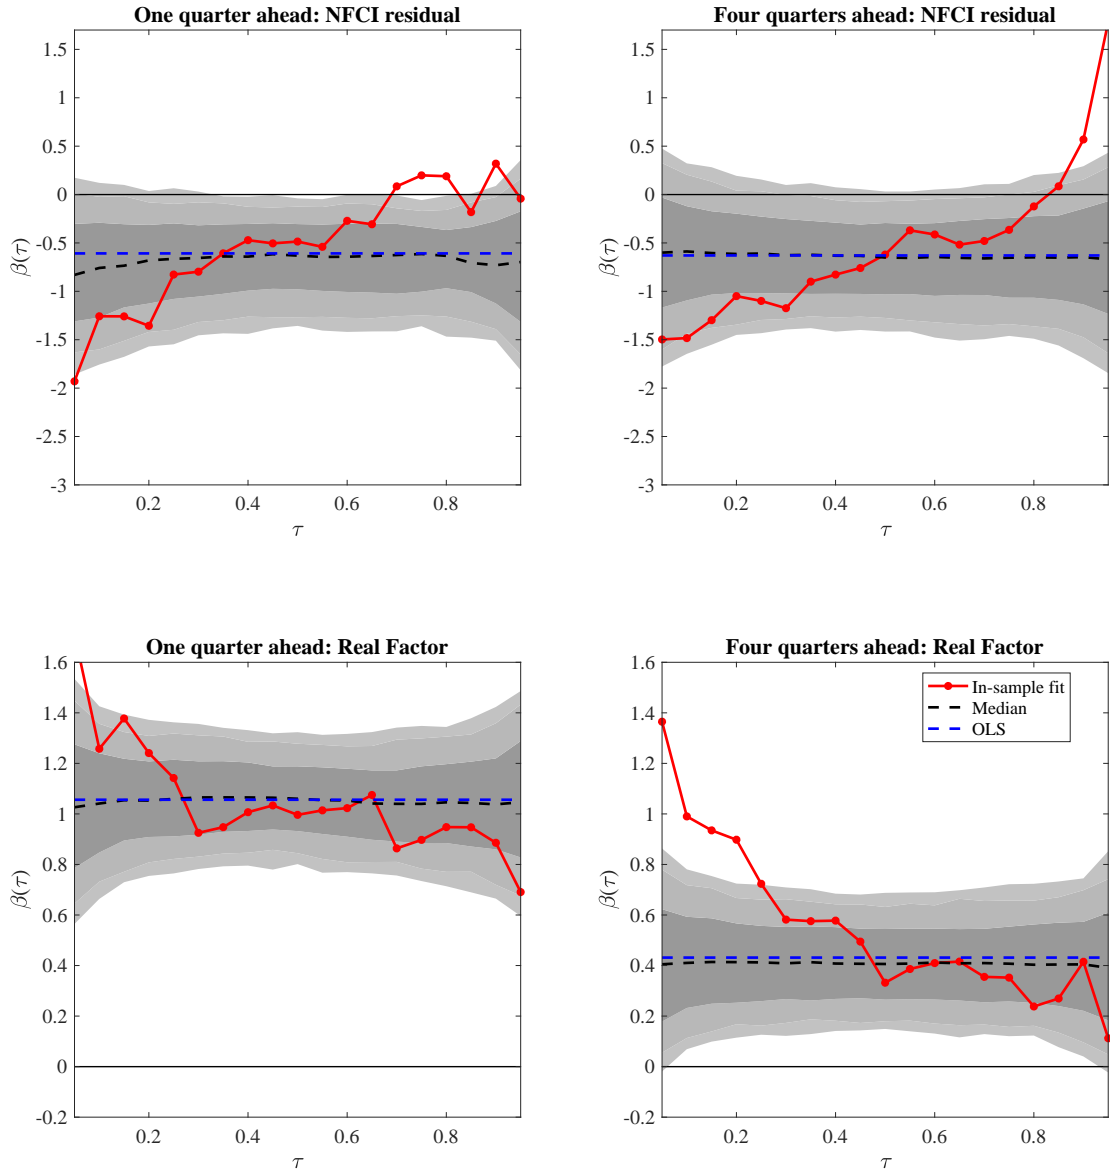 One quarter ahead: NFCI residual
1.5
1
0.5
0
-0.5
-1
-1.5
-2
-2.5
-3
β(τ)
0.2 0.4 0.6 0.8
τ
Four quarters ahead: NFCI residual
1.5
1
0.5
0
-0.5
-1
-1.5
-2
-2.5
-3
β(τ)
0.2 0.4 0.6 0.8
τ
One quarter ahead: Real Factor
1.6
1.4
1.2
1
0.8
0.6
0.4
0.2
0
-0.2
β(τ)
0.2 0.4 0.6 0.8
τ
Four quarters ahead: Real Factor
1.6
1.4
1.2
1
0.8
0.6
0.4
0.2
0
-0.2
β(τ)
0.2 0.4 0.6 0.8
τ
In-sample fit
Median
OLS